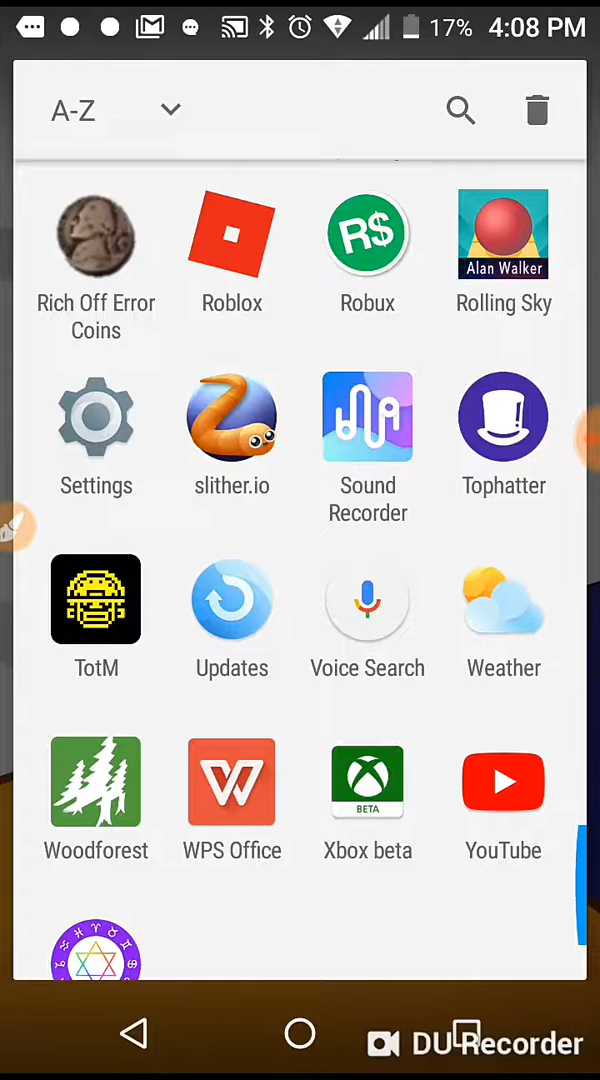 17% 4:08 PM
A-Z
R$
Alan Walker
Rich Off Error Coins
Roblox
Robux
Rolling Sky
Settings
slither.io
Sound Recorder
Tophatter
TotM
Updates
Voice Search
Weather
W
BETA
Woodforest
WPS Office
Xbox beta
YouTube
DU Recorder